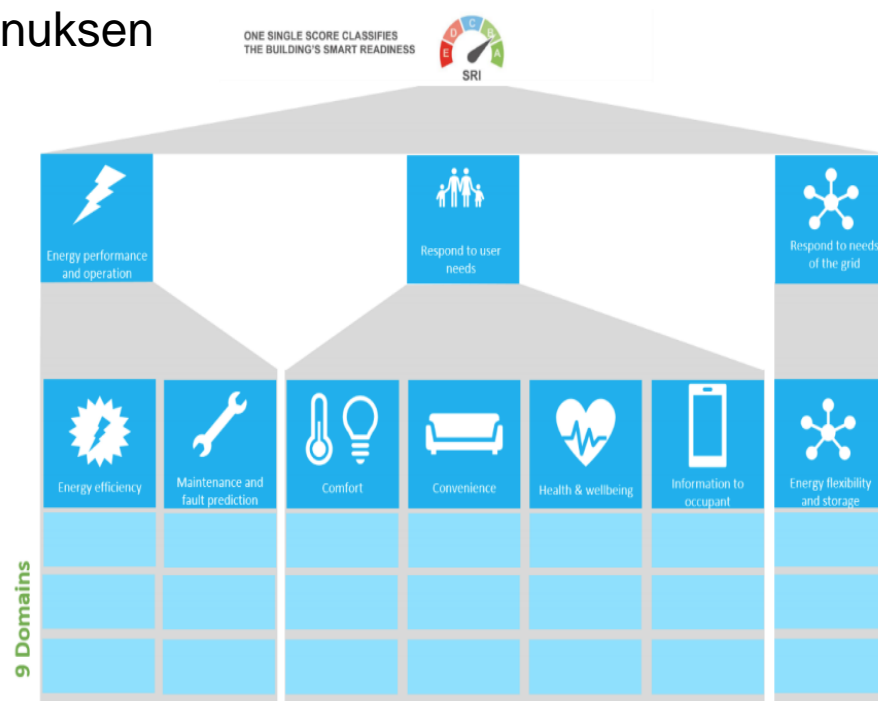 nuksen
ONE SINGLE SCORE CLASSIFIES
THE BUILDING'S SMART READINESS
E D C B A
SRI
Energy performance
and operation
Respond to user
needs
Respond to needs
of the grid
Energy efficiency
Maintenance and
fault prediction
Comfort
Convenience
Health & wellbeing
Information to
occupant
Energy flexibility
and storage
9 Domains